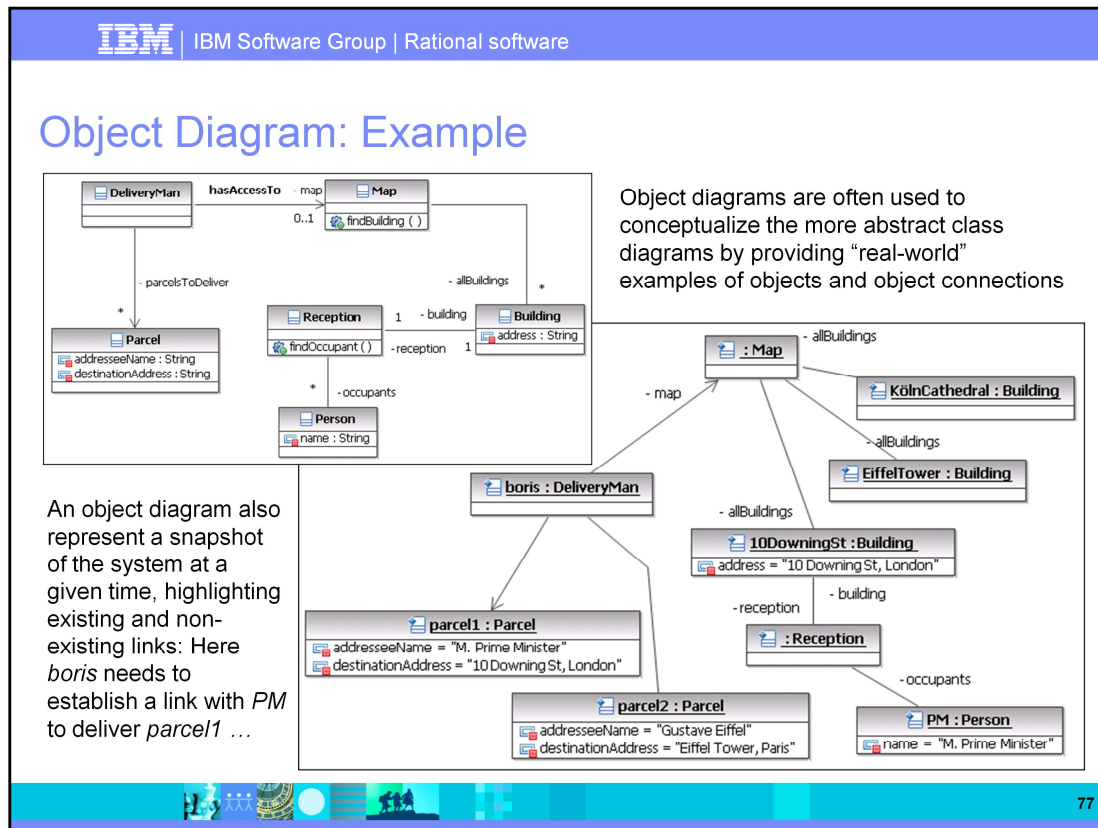 IBM | IBM Software Group | Rational software
Object Diagram: Example
DeliveryMan
hasAccessTo
- map
0..1
Map
findBuilding ( )
- parcelsToDeliver
*
- allBuildings
*
Parcel
addresseeName : String
destinationAddress : String
Reception
findOccupant ( )
1
- building
-reception
1
Building
address : String
*
-occupants
Person
name : String
Object diagrams are often used to
conceptualize the more abstract class
diagrams by providing “real-world”
examples of objects and object connections
An object diagram also
represent a snapshot
of the system at a
given time, highlighting
existing and non-
existing links: Here
boris needs to
establish a link with PM
to deliver parcel1 …
: Map
- allBuildings
KölnCathedral : Building
- map
- allBuildings
EiffelTower : Building
boris : DeliveryMan
- allBuildings
10DowningSt :Building
address = "10 Downing St, London"
- building
-reception
: Reception
parcel1 : Parcel
addresseeName = "M. Prime Minister"
destinationAddress = "10 Downing St, London"
-occupants
parcel2 : Parcel
addresseeName = "Gustave Eiffel"
destinationAddress = "Eiffel Tower, Paris"
PM : Person
name = "M. Prime Minister"
77